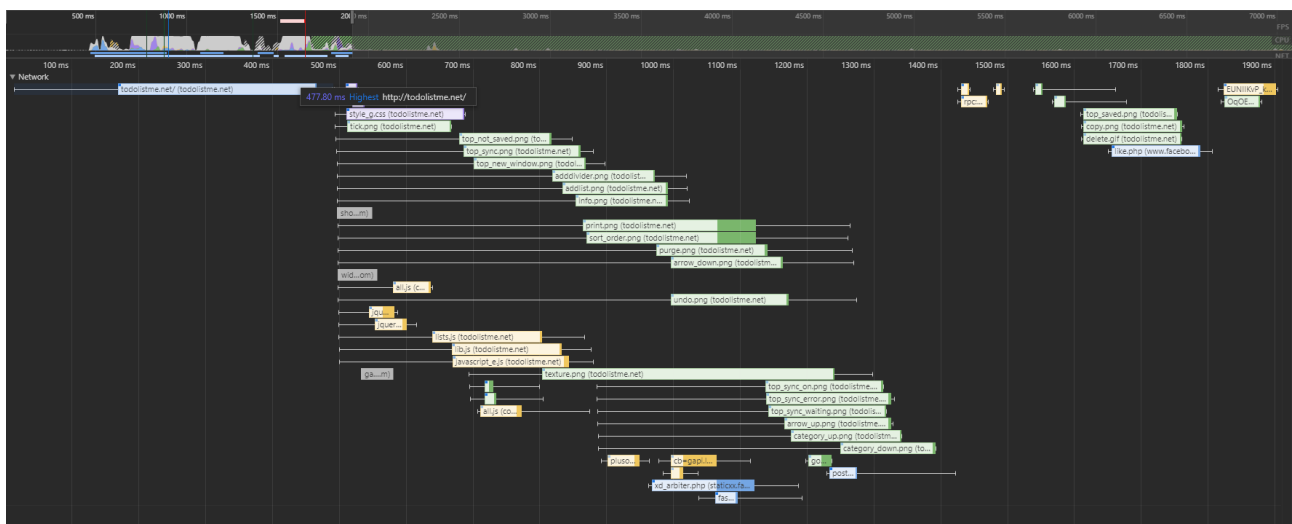 500 ms 1000 ms 1500 ms 200 ms 2500 ms 3000 ms 3500 ms 4000 ms 4500 ms 5000 ms 5500 ms 6000 ms 6500 ms 7000 ms
FPS
CPU
NET
100 ms 200 ms 300 ms 400 ms 500 ms 600 ms 700 ms 800 ms 900 ms 1000 ms 1100 ms 1200 ms 1300 ms 1400 ms 1500 ms 1600 ms 1700 ms 1800 ms 1900 ms
▼ Network
todolistme.net/ (todolistme.net) EUNIIKvP_k...
477.80 ms Highest http://todolistme.net/
rpc: OqOE...
style_g.css (todolistme.net) top_saved.png (todolis...
tick.png (todolistme.net) copy.png (todolistme.net)
top_not_saved.png (to... delete.gif (todolistme.net)
top_sync.png (todolistme.net) like.php (www.facebo...
top_new_window.png (todol...
adddivider.png (todolist...
addlist.png (todolistme.net)
info.png (todolistme.n...
sho...m)
print.png (todolistme.net)
sort_order.png (todolistme.net)
purge.png (todolistme.net)
arrow_down.png (todolistm...
wid...om)
all.js (c...
undo.png (todolistme.net)
jqu...
jquer...
lists.js (todolistme.net)
lib.js (todolistme.net)
javascript_e.js (todolistme.net)
ga....m) texture.png (todolistme.net)
top_sync_on.png (todolistme....
top_sync_error.png (todolistme....
all.js (co... top_sync_waiting.png (todolis...
arrow_up.png (todolistme....
category_up.png (todolistm...
category_down.png (to...
pluso... cb=gapi.l... go...
post...
xd_arbiter.php (staticxx.fa...
fas...